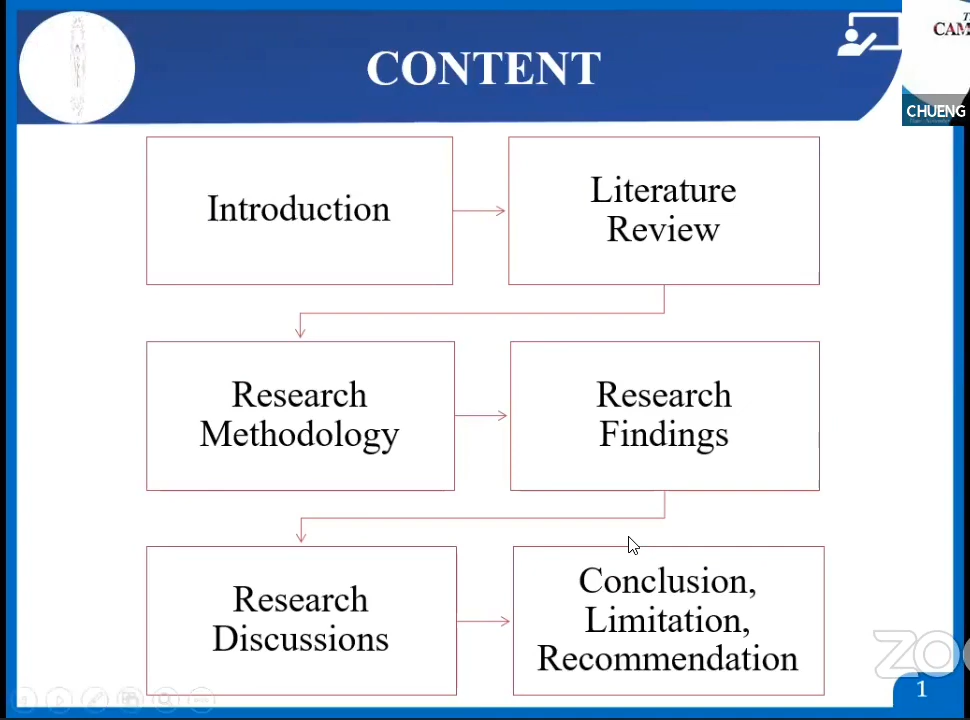 CONTENT
CHUENG
Introduction
Literature
Review
Research
Methodology
Research
Findings
Research
Discussions
Conclusion,
Limitation,
Recommendation
1